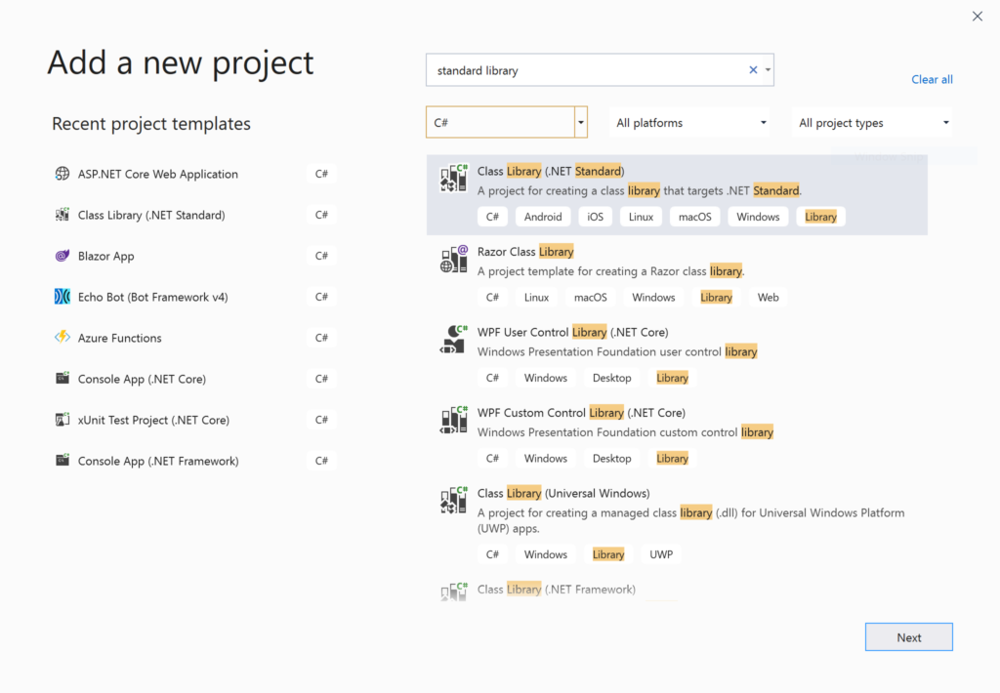 Add a new project
Recent project templates
ASP.NET Core Web Application C#
Class Library (.NET Standard) C#
Blazor App C#
Echo Bot (Bot Framework v4) C#
Azure Functions C#
Console App (.NET Core) C#
xUnit Test Project (.NET Core) C#
Console App (.NET Framework) C#
standard library
Clear all
C# All platforms All project types
Class Library (.NET Standard)
A project for creating a class library that targets .NET Standard.
C# Android iOS Linux macOS Windows Library
Razor Class Library
A project template for creating a Razor class library.
C# Linux macOS Windows Library Web
WPF User Control Library (.NET Core)
Windows Presentation Foundation user control library
C# Windows Desktop Library
WPF Custom Control Library (.NET Core)
Windows Presentation Foundation custom control library
C# Windows Desktop Library
Class Library (Universal Windows)
A project for creating a managed class library (.dll) for Universal Windows Platform
(UWP) apps.
C# Windows Library UWP
Class Library (.NET Framework)
Next